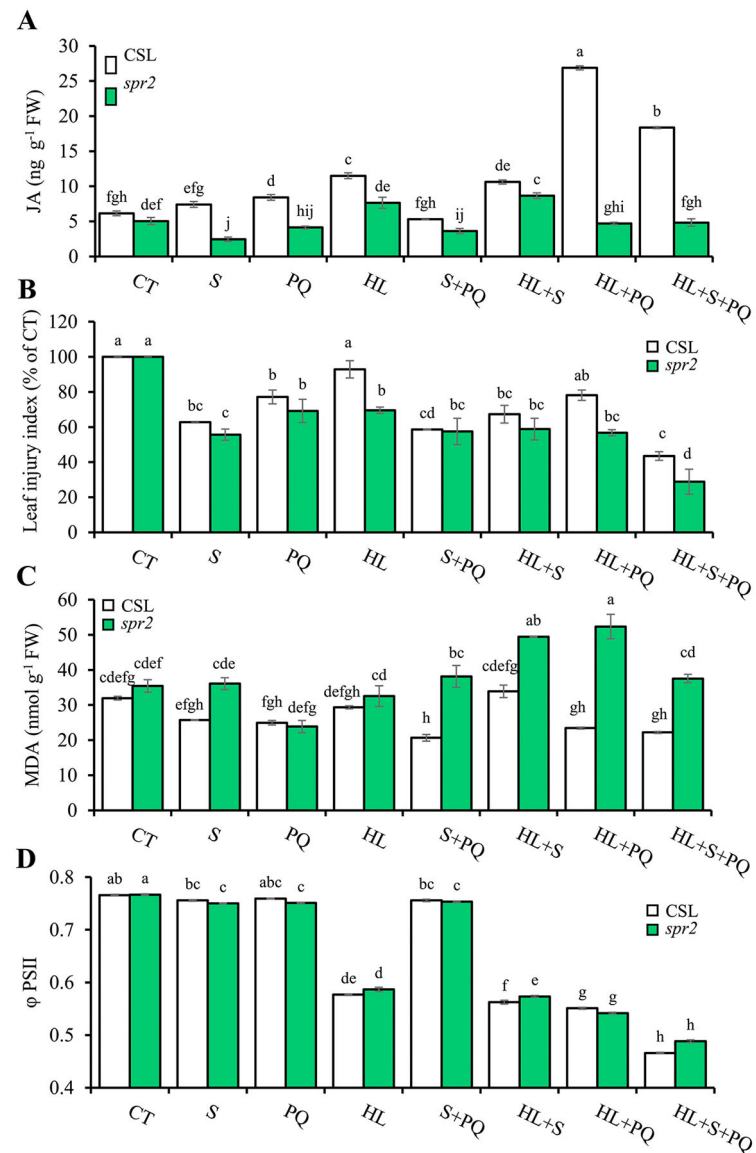 A
JA (ng g-1 FW)
30
25
20
15
10
5
0
CSL
spr2
fgh def efg j d hij c de fgh ij de c a ghi b fgh
CT S PQ HL S+PQ HL+S HL+PQ HL+S+PQ
B
Leaf injury index (% of CT)
120
100
80
60
40
20
0
CSL
spr2
a a bc c b b a b cd bc bc bc ab bc c d
CT S PQ HL S+PQ HL+S HL+PQ HL+S+PQ
C
MDA (nmol g-1 FW)
60
50
40
30
20
10
0
CSL
spr2
cdefg cdef efgh cde fgh defg defgh cd h bc cdefg ab gh a gh cd
CT S PQ HL S+PQ HL+S HL+PQ HL+S+PQ
D
φ PSII
0.8
0.7
0.6
0.5
0.4
CSL
spr2
ab a bc c abc c de d bc c f e g g h h
CT S PQ HL S+PQ HL+S HL+PQ HL+S+PQ